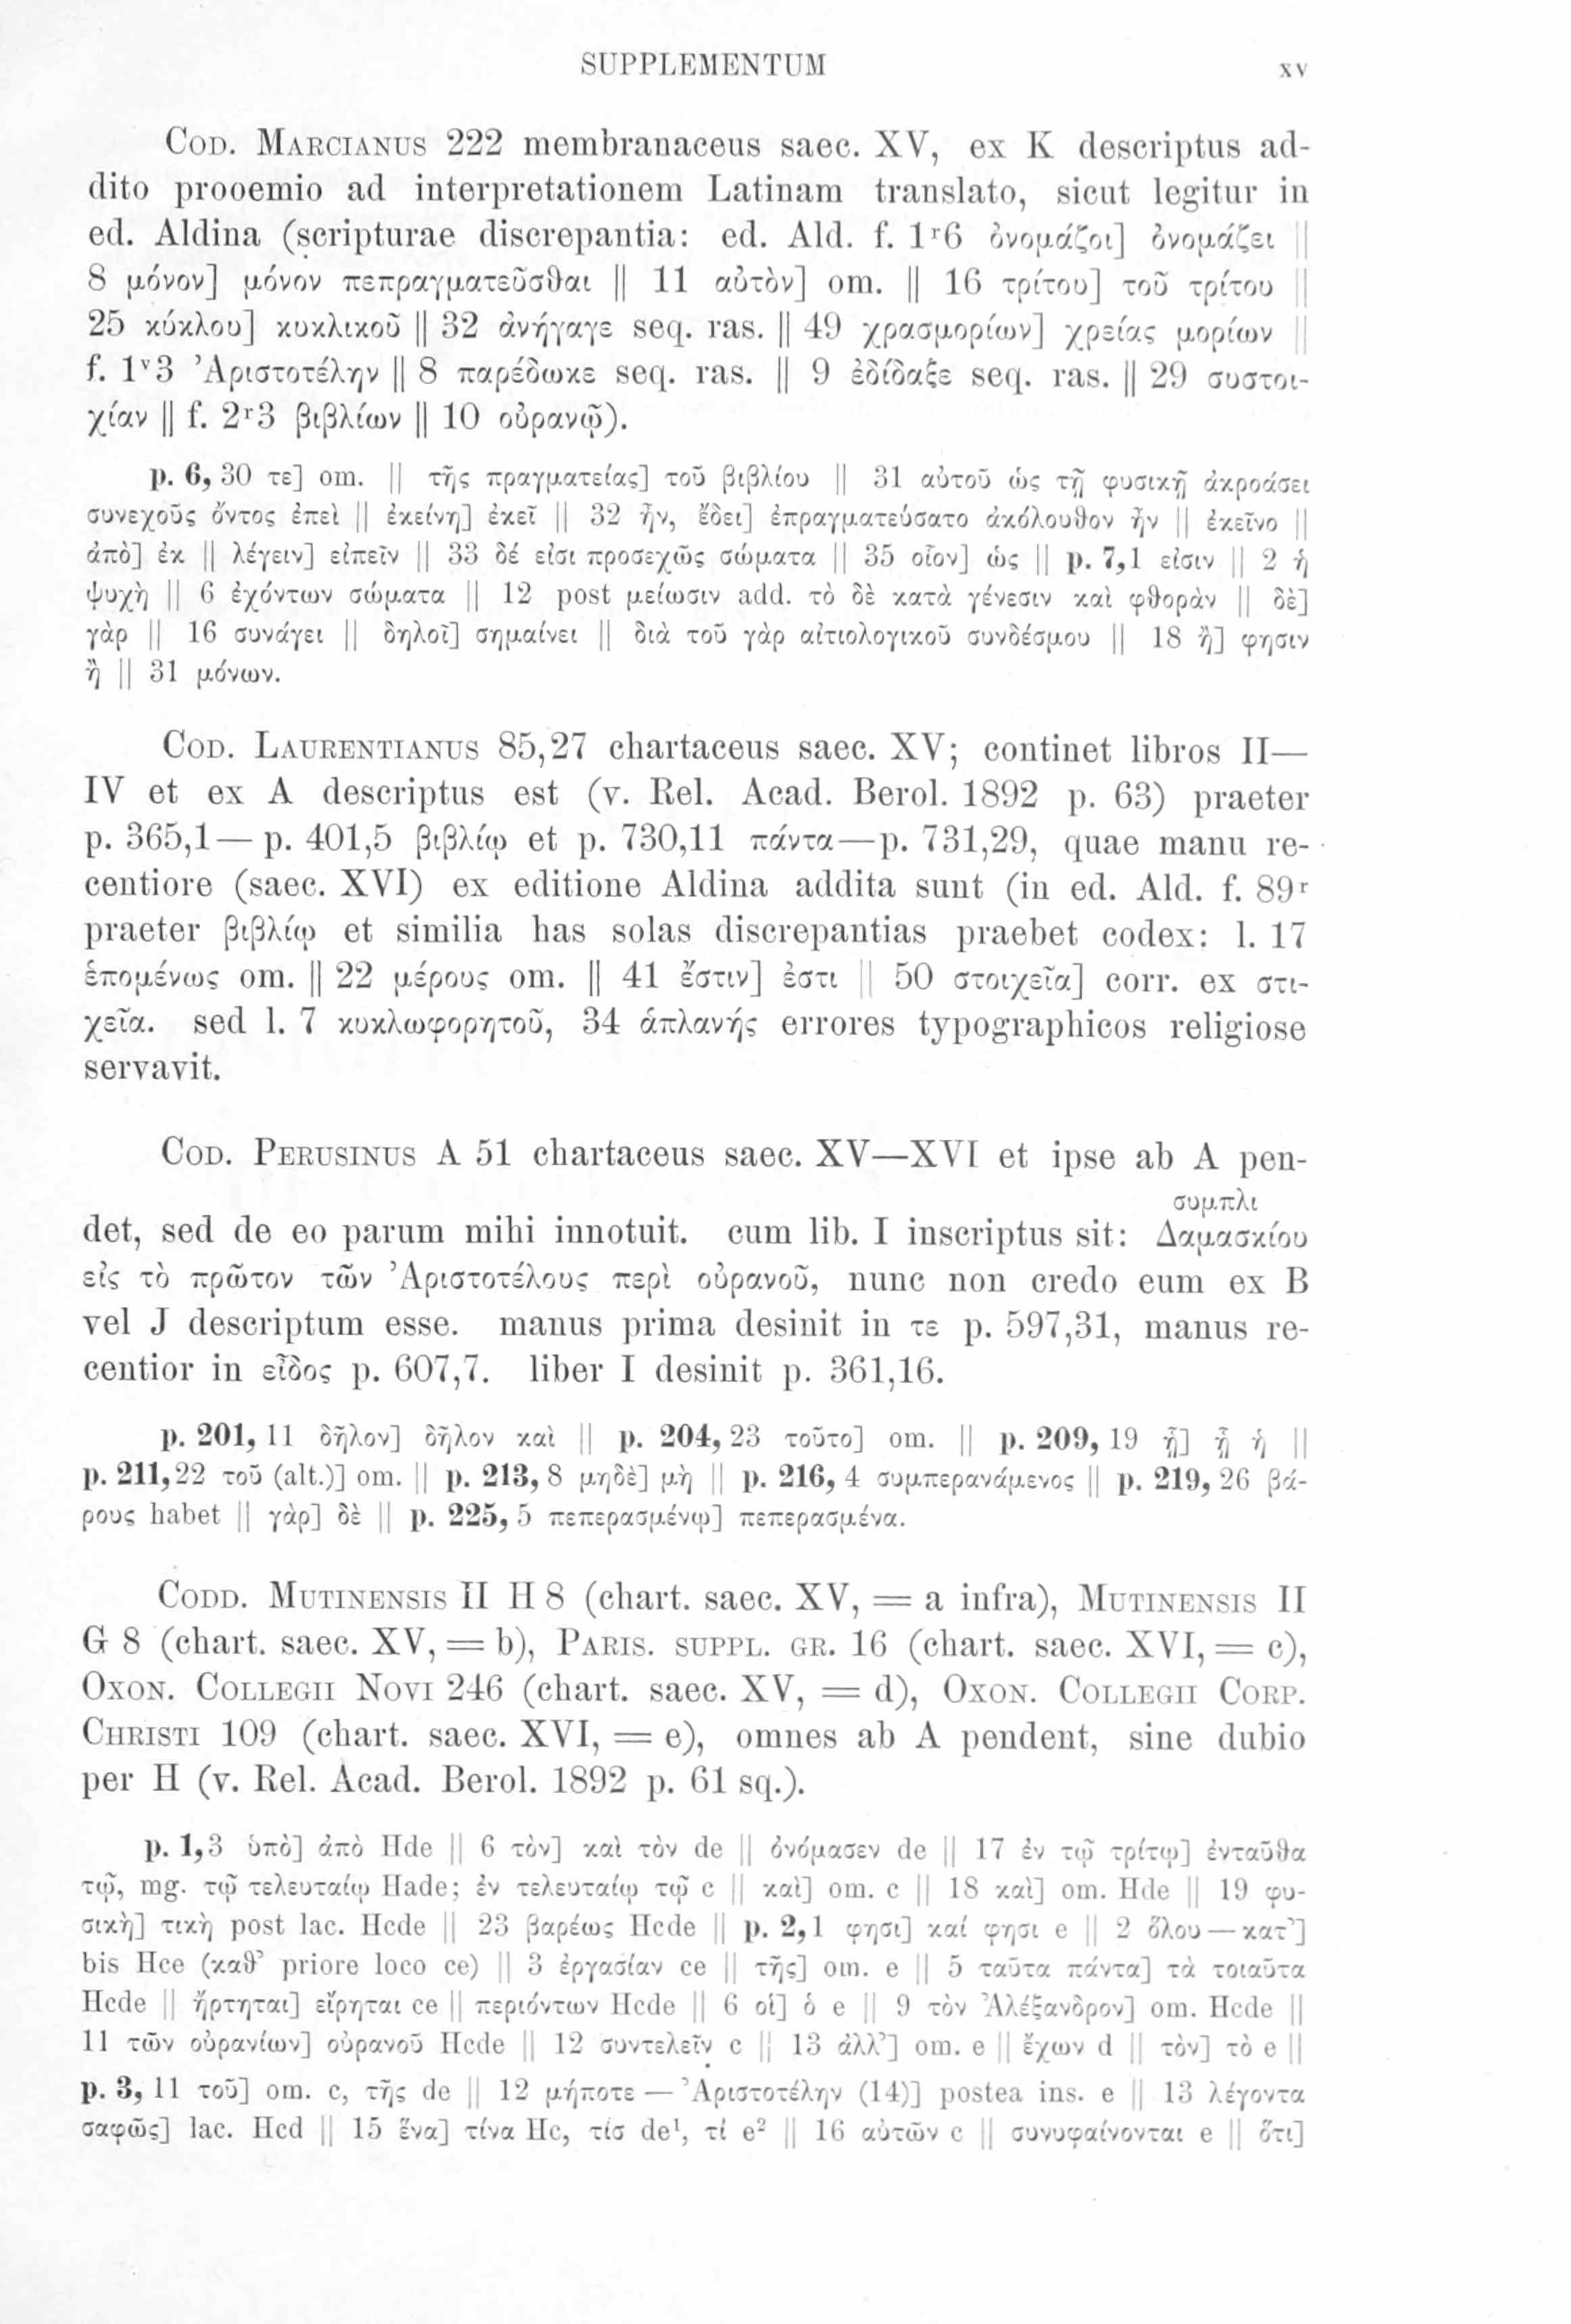 SUPPLEMENTUM xv
COD. MARCIANUS 222 membranaceus saec. XV, ex K descriptus ad-
dito prooemio ad interpretationem Latinam translato, sicut legitur in
ed. Aldina (scripturae discrepantia: ed. Ald. f. 1ʳ6 ὀνομάζοι] ὀνομάζει ||
8 μόνον] μόνον πεπραγματεῦσθαι || 11 αὐτὸν] om. || 16 τρίτου] τοῦ τρίτου ||
25 κύκλου] κυκλικοῦ || 32 ἀνήγαγε seq. ras. || 49 χρασμορίων] χρείας μορίων ||
f. 1ᵛ3 Ἀριστοτέλην || 8 παρέδωκε seq. ras. || 9 ἐδίδαξε seq. ras. || 29 συστοι-
χίαν || f. 2ʳ3 βιβλίων || 10 οὐρανῷ).
p. 6, 30 τε] om. || τῆς πραγματείας] τοῦ βιβλίου || 31 αὐτοῦ ὡς τῇ φυσικῇ ἀκροάσει
συνεχοῦς ὄντος ἐπεὶ || ἐκείνη] ἐκεῖ || 32 ἦν, ἔδει] ἐπραγματεύσατο ἀκόλουθον ἦν || ἐκεῖνο ||
ἀπὸ] ἐκ || λέγειν] εἰπεῖν || 33 δέ εἰσι προσεχῶς σώματα || 35 οἷον] ὡς || p. 7,1 εἰσιν || 2 ἡ
ψυχὴ || 6 ἐχόντων σώματα || 12 post μείωσιν add. τὸ δὲ κατὰ γένεσιν καὶ φθορὰν || δὲ]
γὰρ || 16 συνάγει || δηλοῖ] σημαίνει || διὰ τοῦ γὰρ αἰτιολογικοῦ συνδέσμου || 18 ἢ] φησιν
ἢ || 31 μόνων.
COD. LAURENTIANUS 85,27 chartaceus saec. XV; continet libros II—
IV et ex A descriptus est (v. Rel. Acad. Berol. 1892 p. 63) praeter
p. 365,1— p. 401,5 βιβλίῳ et p. 730,11 πάντα—p. 731,29, quae manu re-
centiore (saec. XVI) ex editione Aldina addita sunt (in ed. Ald. f. 89ʳ
praeter βιβλίῳ et similia has solas discrepantias praebet codex: l. 17
ἑπομένως om. || 22 μέρους om. || 41 ἔστιν] ἐστι || 50 στοιχεῖα] corr. ex στι-
χεῖα. sed l. 7 κυκλωφορητοῦ, 34 ἁπλανής errores typographicos religiose
servavit.
COD. PERUSINUS A 51 chartaceus saec. XV—XVI et ipse ab A pen-
συμπλι
det, sed de eo parum mihi innotuit. cum lib. I inscriptus sit: Δαμασκίου
εἰς τὸ πρῶτον τῶν Ἀριστοτέλους περὶ οὐρανοῦ, nunc non credo eum ex B
vel J descriptum esse. manus prima desinit in τε p. 597,31, manus re-
centior in εἶδος p. 607,7. liber I desinit p. 361,16.
p. 201, 11 δῆλον] δῆλον καὶ || p. 204, 23 τοῦτο] om. || p. 209, 19 ᾗ] ᾗ ἡ ||
p. 211,22 τοῦ (alt.)] om. || p. 213, 8 μηδὲ] μὴ || p. 216, 4 συμπερανάμενος || p. 219, 26 βά-
ρους habet || γὰρ] δὲ || p. 225, 5 πεπερασμένῳ] πεπερασμένα.
CODD. MUTINENSIS II H 8 (chart. saec. XV, = a infra), MUTINENSIS II
G 8 (chart. saec. XV, = b), PARIS. SUPPL. GR. 16 (chart. saec. XVI, = c),
OXON. COLLEGII NOVI 246 (chart. saec. XV, = d), OXON. COLLEGII CORP.
CHRISTI 109 (chart. saec. XVI, = e), omnes ab A pendent, sine dubio
per H (v. Rel. Acad. Berol. 1892 p. 61 sq.).
p. 1,3 ὑπὸ] ἀπὸ Hde || 6 τὸν] καὶ τὸν de || ὀνόμασεν de || 17 ἐν τῷ τρίτῳ] ἐνταῦθα
τῷ, mg. τῷ τελευταίῳ Hade; ἐν τελευταίῳ τῷ c || καὶ] om. c || 18 καὶ] om. Hde || 19 φυ-
σικὴ] τικὴ post lac. Hcde || 23 βαρέως Hcde || p. 2,1 φησι] καί φησι e || 2 ὅλου — κατ’]
bis Hce (καθ’ priore loco ce) || 3 ἐργασίαν ce || τῆς] om. e || 5 ταῦτα πάντα] τὰ τοιαῦτα
Hcde || ἤρτηται] εἴρηται ce || περιόντων Hcde || 6 οἱ] ὁ e || 9 τὸν Ἀλέξανδρον] om. Hcde ||
11 τῶν οὐρανίων] οὐρανοῦ Hcde || 12 συντελεῖν c || 13 ἀλλ’] om. e || ἔχων d || τὸν] τὸ e ||
p. 3, 11 τοῦ] om. c, τῆς de || 12 μήποτε — Ἀριστοτέλην (14)] postea ins. e || 13 λέγοντα
σαφῶς] lac. Hcd || 15 ἕνα] τίνα Hc, τίσ de¹, τί e² || 16 αὐτῶν c || συνυφαίνονται e || ὅτι]